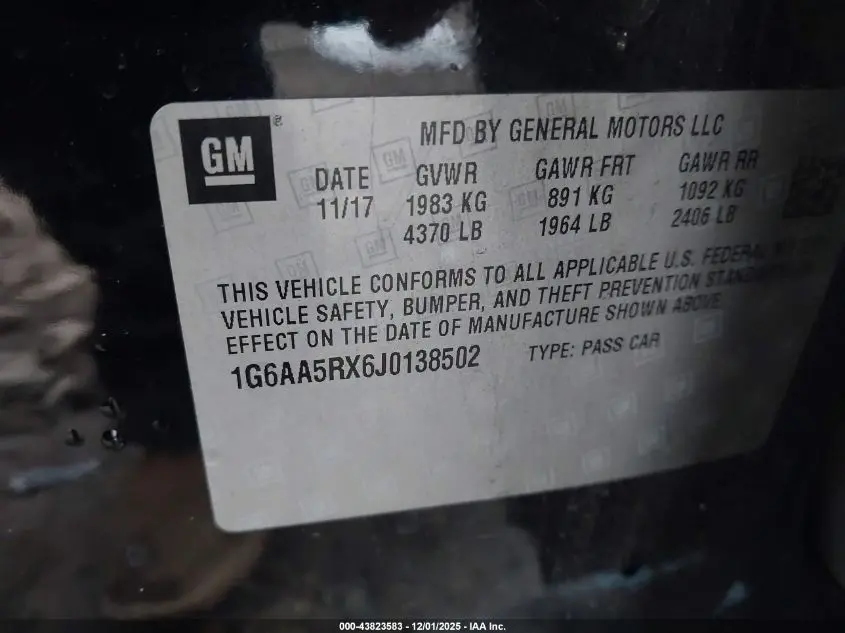 GM
MFD BY GENERAL MOTORS LLC
DATE GVWR GAWR FRT GAWR RR
11/17 1983 KG 891 KG 1092 KG
4370 LB 1964 LB 2406 LB
THIS VEHICLE CONFORMS TO ALL APPLICABLE U.S. FEDERAL
VEHICLE SAFETY, BUMPER, AND THEFT PREVENTION STANDARDS
EFFECT ON THE DATE OF MANUFACTURE SHOWN ABOVE.
1G6AA5RX6J0138502 TYPE: PASS CAR
000-43823583 • 12/01/2025 - IAA Inc.